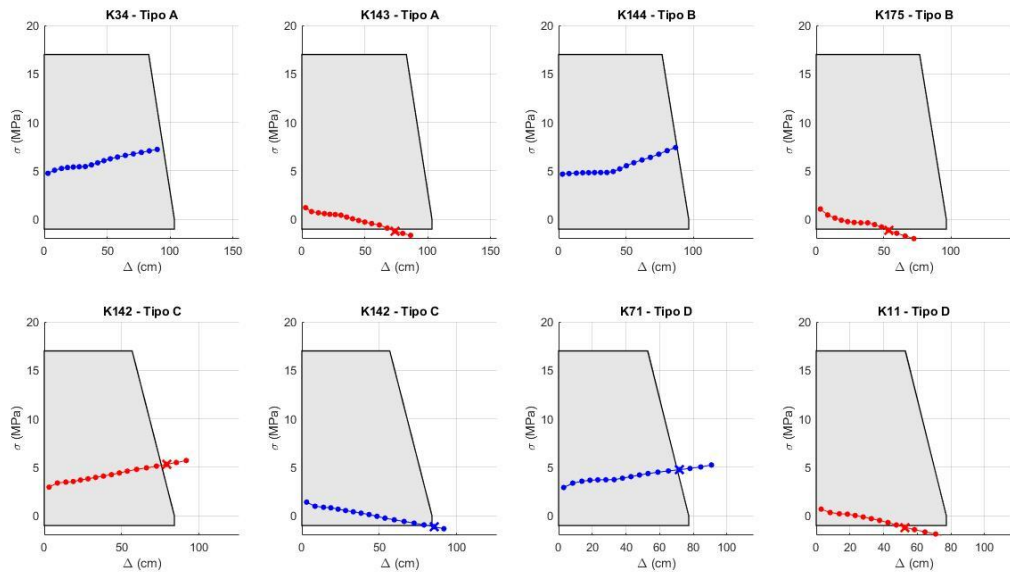 K34 - Tipo A
20
15
10
5
0
σ (MPa)
0 50 100 150
Δ (cm)
K143 - Tipo A
20
15
10
5
0
σ (MPa)
0 50 100 150
Δ (cm)
K144 - Tipo B
20
15
10
5
0
σ (MPa)
0 50 100
Δ (cm)
K175 - Tipo B
20
15
10
5
0
σ (MPa)
0 50 100
Δ (cm)
K142 - Tipo C
20
15
10
5
0
σ (MPa)
0 50 100
Δ (cm)
K142 - Tipo C
20
15
10
5
0
σ (MPa)
0 50 100
Δ (cm)
K71 - Tipo D
20
15
10
5
0
σ (MPa)
0 20 40 60 80 100
Δ (cm)
K11 - Tipo D
20
15
10
5
0
σ (MPa)
0 20 40 60 80 100
Δ (cm)